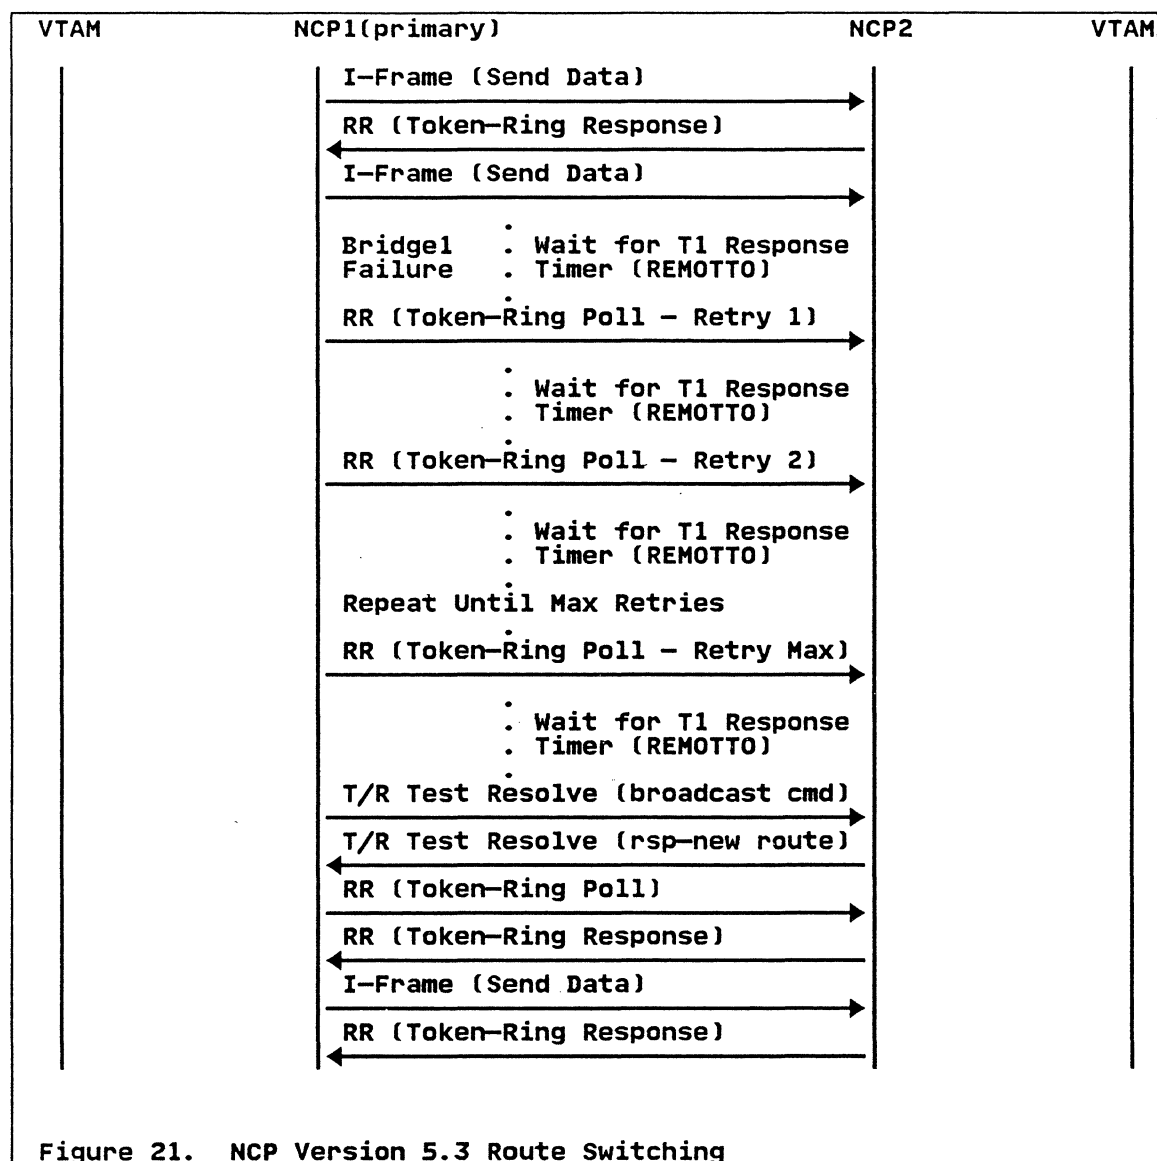 VTAM NCP1(primary) NCP2 VTAM
I-Frame (Send Data)
RR (Token-Ring Response)
I-Frame (Send Data)
Bridge1 . Wait for T1 Response
Failure . Timer (REMOTTO)
RR (Token-Ring Poll - Retry 1)
. Wait for T1 Response
. Timer (REMOTTO)
RR (Token-Ring Poll - Retry 2)
. Wait for T1 Response
. Timer (REMOTTO)
Repeat Until Max Retries
RR (Token-Ring Poll - Retry Max)
. Wait for T1 Response
. Timer (REMOTTO)
T/R Test Resolve (broadcast cmd)
T/R Test Resolve (rsp-new route)
RR (Token-Ring Poll)
RR (Token-Ring Response)
I-Frame (Send Data)
RR (Token-Ring Response)
Figure 21. NCP Version 5.3 Route Switching